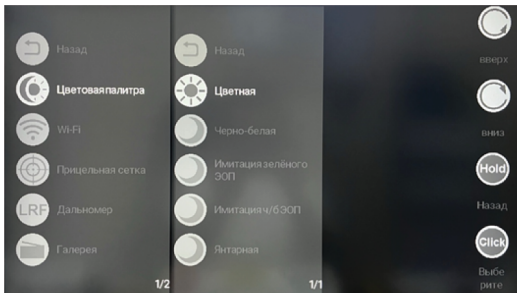 Назад
Цветовая палитра
Wi-Fi
Прицельная сетка
LRF
Дальномер
Галерея
1/2
Назад
Цветная
Черно-белая
Имитация зелёного
ЭОП
Имитация ч/б ЭОП
Янтарная
1/1
вверх
вниз
Hold
Назад
Click
Выбе
рите